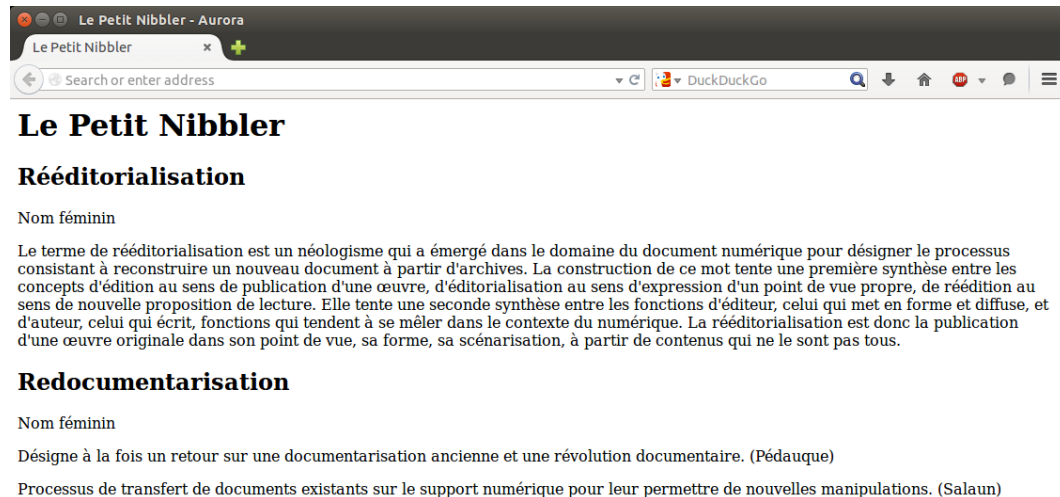 Le Petit Nibbler - Aurora
Le Petit Nibbler
Search or enter address
DuckDuckGo
ABP
Le Petit Nibbler
Rééditorialisation
Nom féminin
Le terme de rééditorialisation est un néologisme qui a émergé dans le domaine du document numérique pour désigner le processus
consistant à reconstruire un nouveau document à partir d'archives. La construction de ce mot tente une première synthèse entre les
concepts d'édition au sens de publication d'une œuvre, d'éditorialisation au sens d'expression d'un point de vue propre, de réédition au
sens de nouvelle proposition de lecture. Elle tente une seconde synthèse entre les fonctions d'éditeur, celui qui met en forme et diffuse, et
d'auteur, celui qui écrit, fonctions qui tendent à se mêler dans le contexte du numérique. La rééditorialisation est donc la publication
d'une œuvre originale dans son point de vue, sa forme, sa scénarisation, à partir de contenus qui ne le sont pas tous.
Redocumentarisation
Nom féminin
Désigne à la fois un retour sur une documentarisation ancienne et une révolution documentaire. (Pédauque)
Processus de transfert de documents existants sur le support numérique pour leur permettre de nouvelles manipulations. (Salaun)